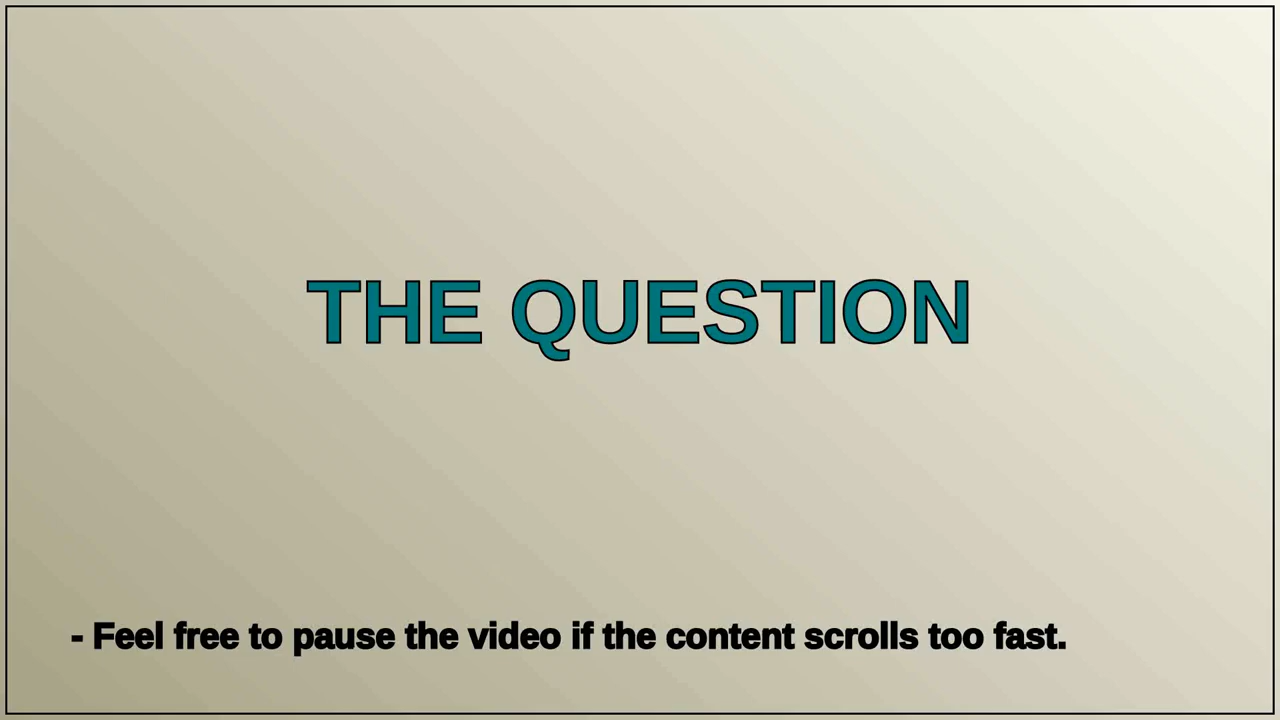 THE QUESTION
- Feel free to pause the video if the content scrolls too fast.